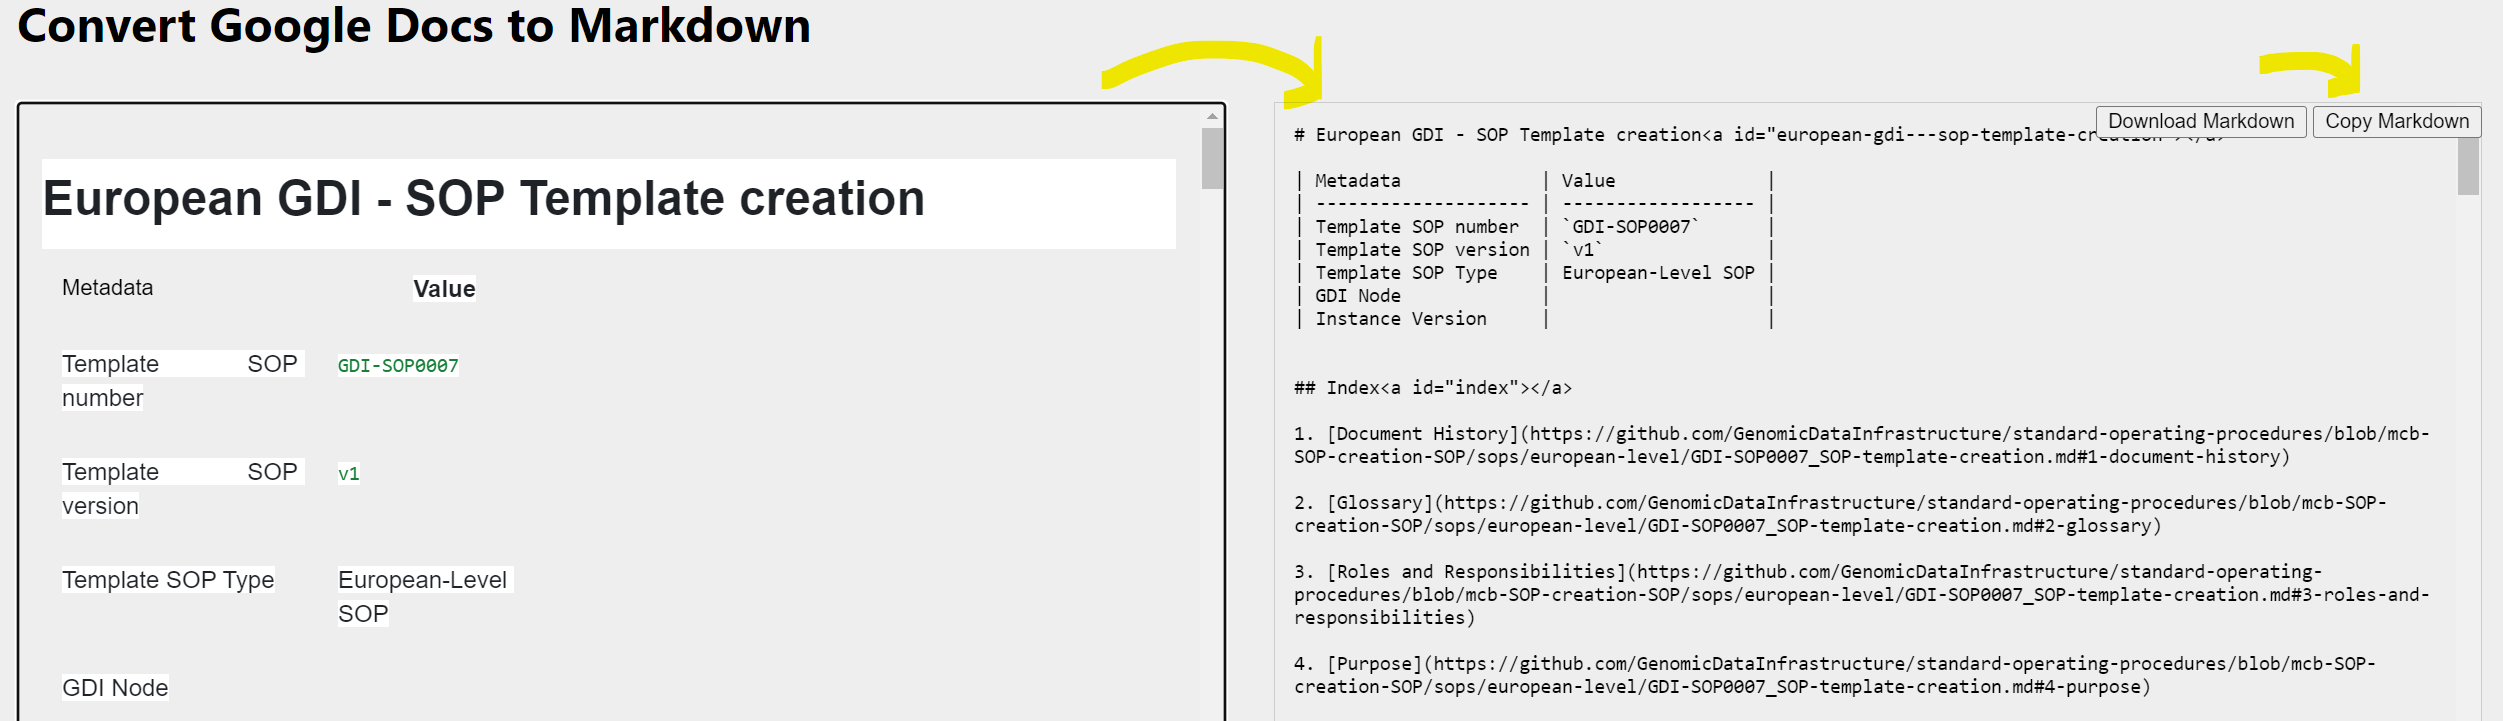 Convert Google Docs to Markdown
European GDI - SOP Template creation
Metadata Value
Template SOP number GDI-SOP0007
Template SOP version v1
Template SOP Type European-Level SOP
GDI Node
Download Markdown Copy Markdown
# European GDI - SOP Template creation<a id="european-gdi---sop-template-creation"></a>
| Metadata | Value |
| -------------------- | ------------------ |
| Template SOP number | `GDI-SOP0007` |
| Template SOP version | `v1` |
| Template SOP Type | European-Level SOP |
| GDI Node | |
| Instance Version | |
## Index<a id="index"></a>
1. [Document History](https://github.com/GenomicDataInfrastructure/standard-operating-procedures/blob/mcb-
SOP-creation-SOP/sops/european-level/GDI-SOP0007_SOP-template-creation.md#1-document-history)
2. [Glossary](https://github.com/GenomicDataInfrastructure/standard-operating-procedures/blob/mcb-SOP-
creation-SOP/sops/european-level/GDI-SOP0007_SOP-template-creation.md#2-glossary)
3. [Roles and Responsibilities](https://github.com/GenomicDataInfrastructure/standard-operating-
procedures/blob/mcb-SOP-creation-SOP/sops/european-level/GDI-SOP0007_SOP-template-creation.md#3-roles-and-
responsibilities)
4. [Purpose](https://github.com/GenomicDataInfrastructure/standard-operating-procedures/blob/mcb-SOP-
creation-SOP/sops/european-level/GDI-SOP0007_SOP-template-creation.md#4-purpose)